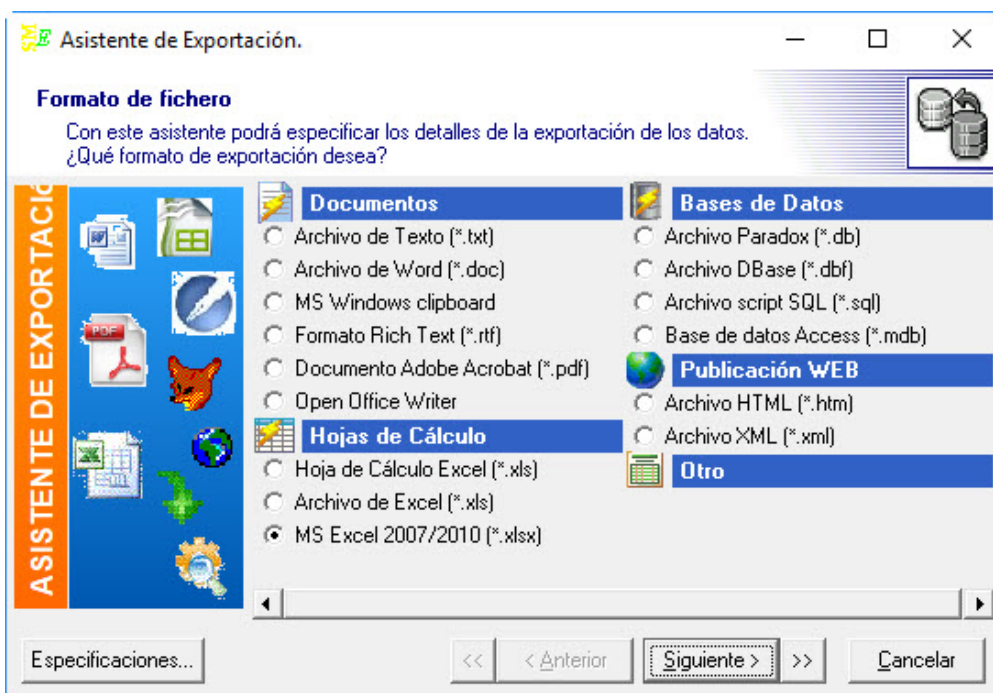 SME Asistente de Exportación.
Formato de fichero
Con este asistente podrá especificar los detalles de la exportación de los datos.
¿Qué formato de exportación desea?
ASISTENTE DE EXPORTACIÓ
PDF
Documentos
Archivo de Texto (*.txt)
Archivo de Word (*.doc)
MS Windows clipboard
Formato Rich Text (*.rtf)
Documento Adobe Acrobat (*.pdf)
Open Office Writer
Hojas de Cálculo
Hoja de Cálculo Excel (*.xls)
Archivo de Excel (*.xls)
MS Excel 2007/2010 (*.xlsx)
Bases de Datos
Archivo Paradox (*.db)
Archivo DBase (*.dbf)
Archivo script SQL (*.sql)
Base de datos Access (*.mdb)
Publicación WEB
Archivo HTML (*.htm)
Archivo XML (*.xml)
Otro
Especificaciones... << < Anterior Siguiente > >> Cancelar